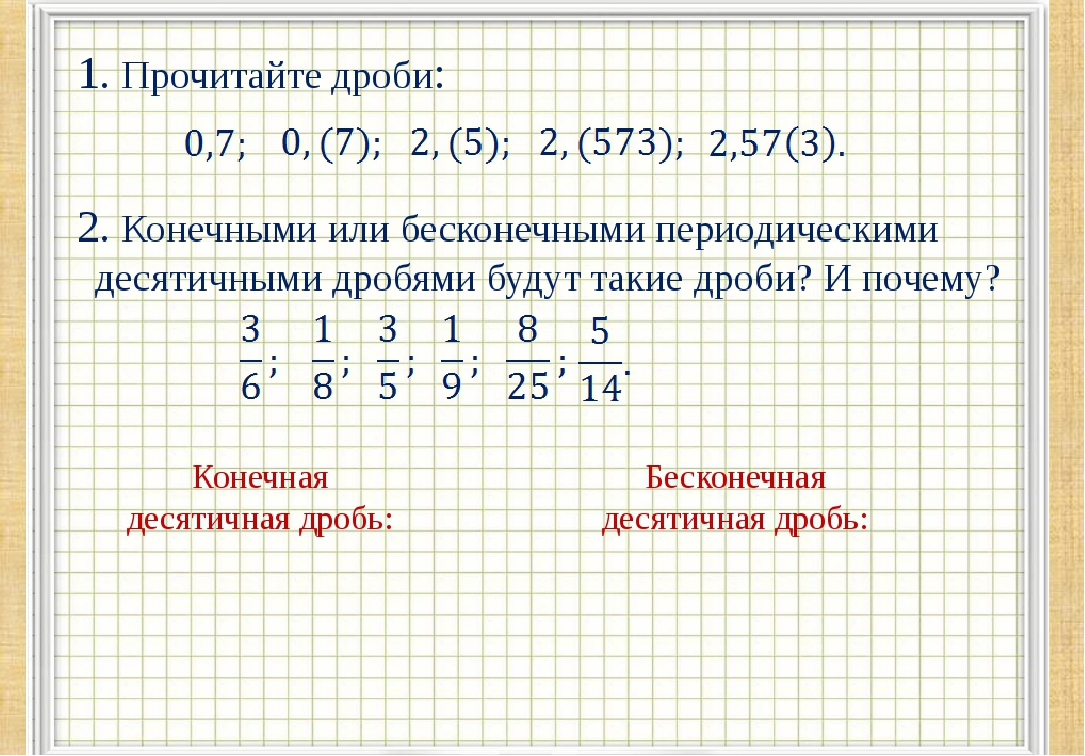 1. Прочитайте дроби:
0,7; 0, (7); 2, (5); 2, (573); 2,57(3).
2. Конечными или бесконечными периодическими
десятичными дробями будут такие дроби? И почему?
3/6; 1/8; 3/5; 1/9; 8/25; 5/14.
Конечная
десятичная дробь:
Бесконечная
десятичная дробь: